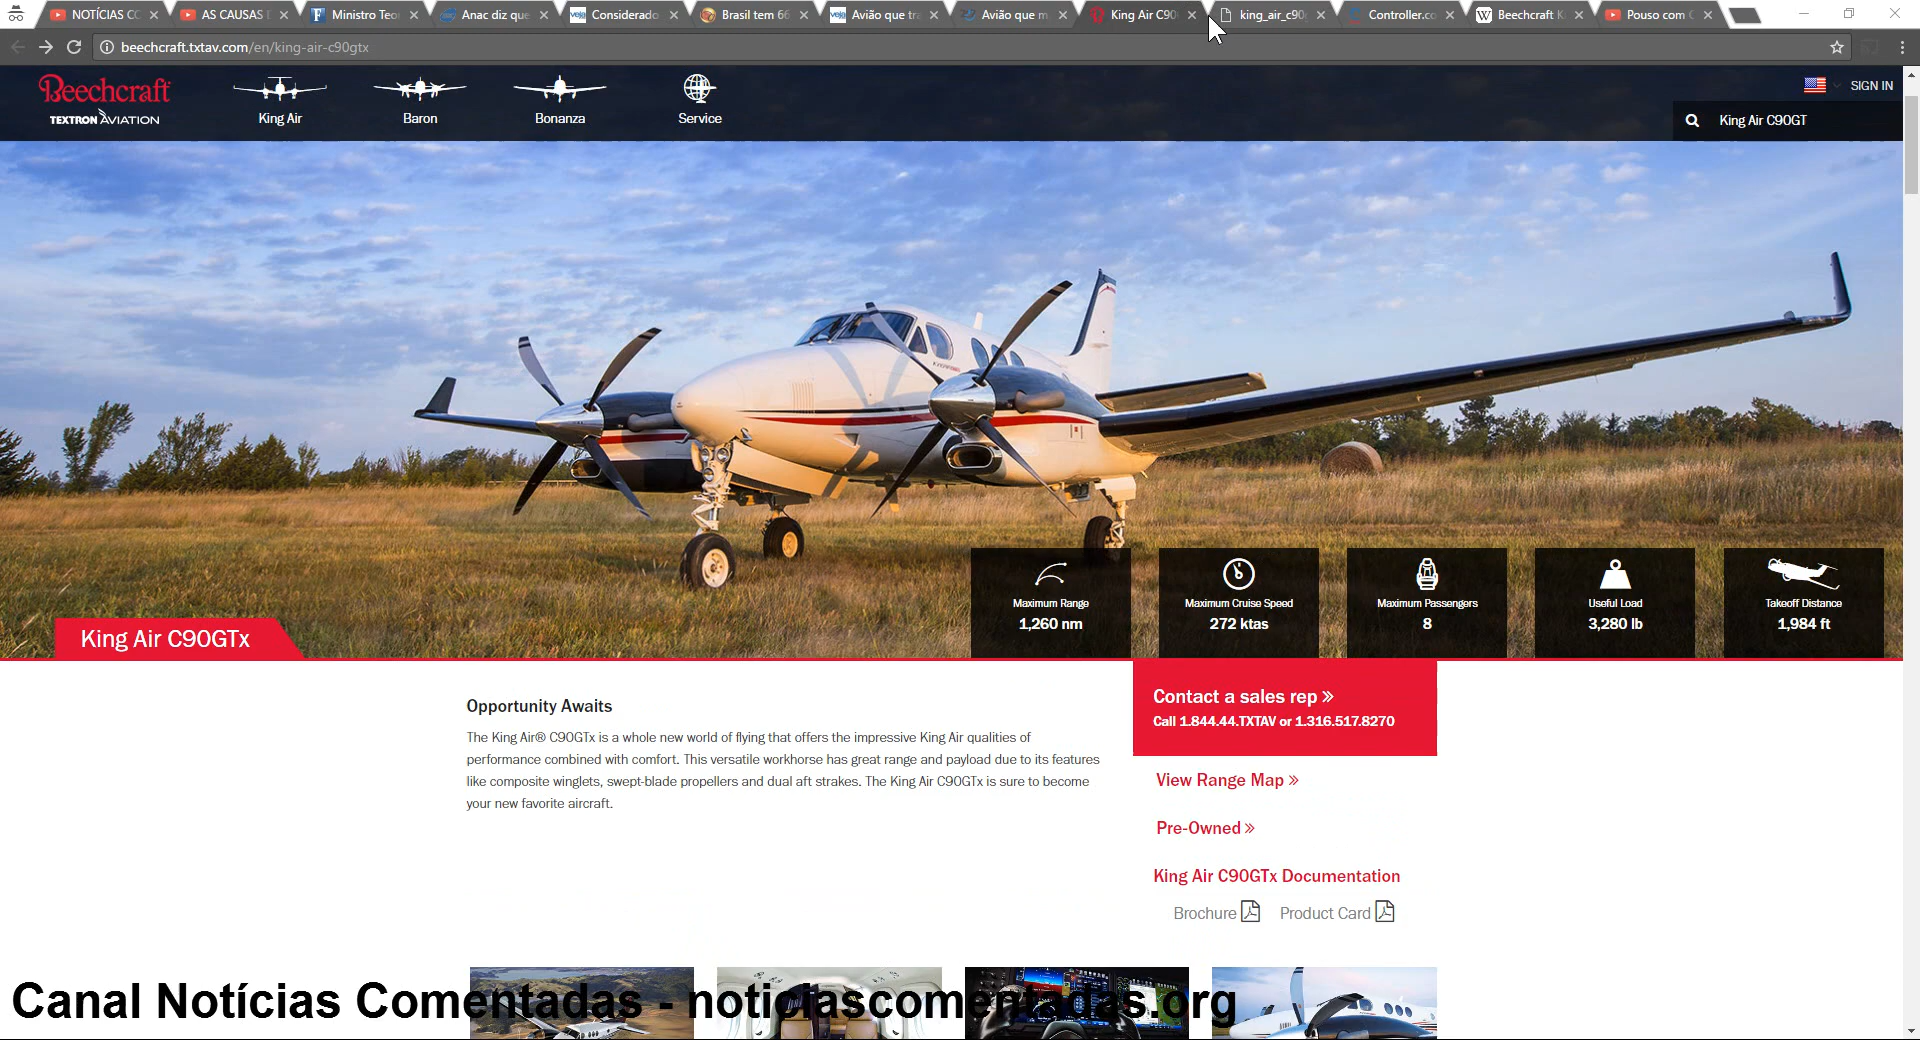 NOTÍCIAS CO
AS CAUSAS D
Ministro Teo
Anac diz que
Considerado
Brasil tem 66
Avião que tra
Avião que m
King Air C90
king_air_c90
Controller.co
Beechcraft K
Pouso com
beechcraft.txtav.com/en/king-air-c90gtx
Beechcraft
TEXTRON AVIATION
King Air
Baron
Bonanza
Service
SIGN IN
King Air C90GT
Maximum Range
1,260 nm
Maximum Cruise Speed
272 ktas
Maximum Passengers
8
Useful Load
3,280 lb
Takeoff Distance
1,984 ft
King Air C90GTx
Opportunity Awaits
The King Air® C90GTx is a whole new world of flying that offers the impressive King Air qualities of
performance combined with comfort. This versatile workhorse has great range and payload due to its features
like composite winglets, swept-blade propellers and dual aft strakes. The King Air C90GTx is sure to become
your new favorite aircraft.
Contact a sales rep »
Call 1.844.44.TXTAV or 1.316.517.8270
View Range Map »
Pre-Owned »
King Air C90GTx Documentation
Brochure
Product Card
Canal Notícias Comentadas - noticiascomentadas.org